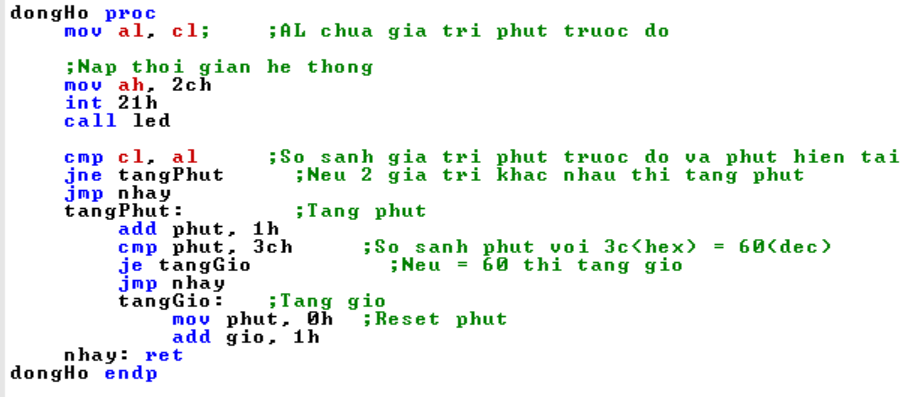 dongHo proc
mov al, cl; ;AL chua gia tri phut truoc do
;Nap thoi gian he thong
mov ah, 2ch
int 21h
call led
cmp cl, al ;So sanh gia tri phut truoc do va phut hien tai
jne tangPhut ;Neu 2 gia tri khac nhau thi tang phut
jmp nhay
tangPhut: ;Tang phut
add phut, 1h
cmp phut, 3ch ;So sanh phut voi 3c(hex) = 60(dec)
je tangGio ;Neu = 60 thi tang gio
jmp nhay
tangGio: ;Tang gio
mov phut, 0h ;Reset phut
add gio, 1h
nhay: ret
dongHo endp